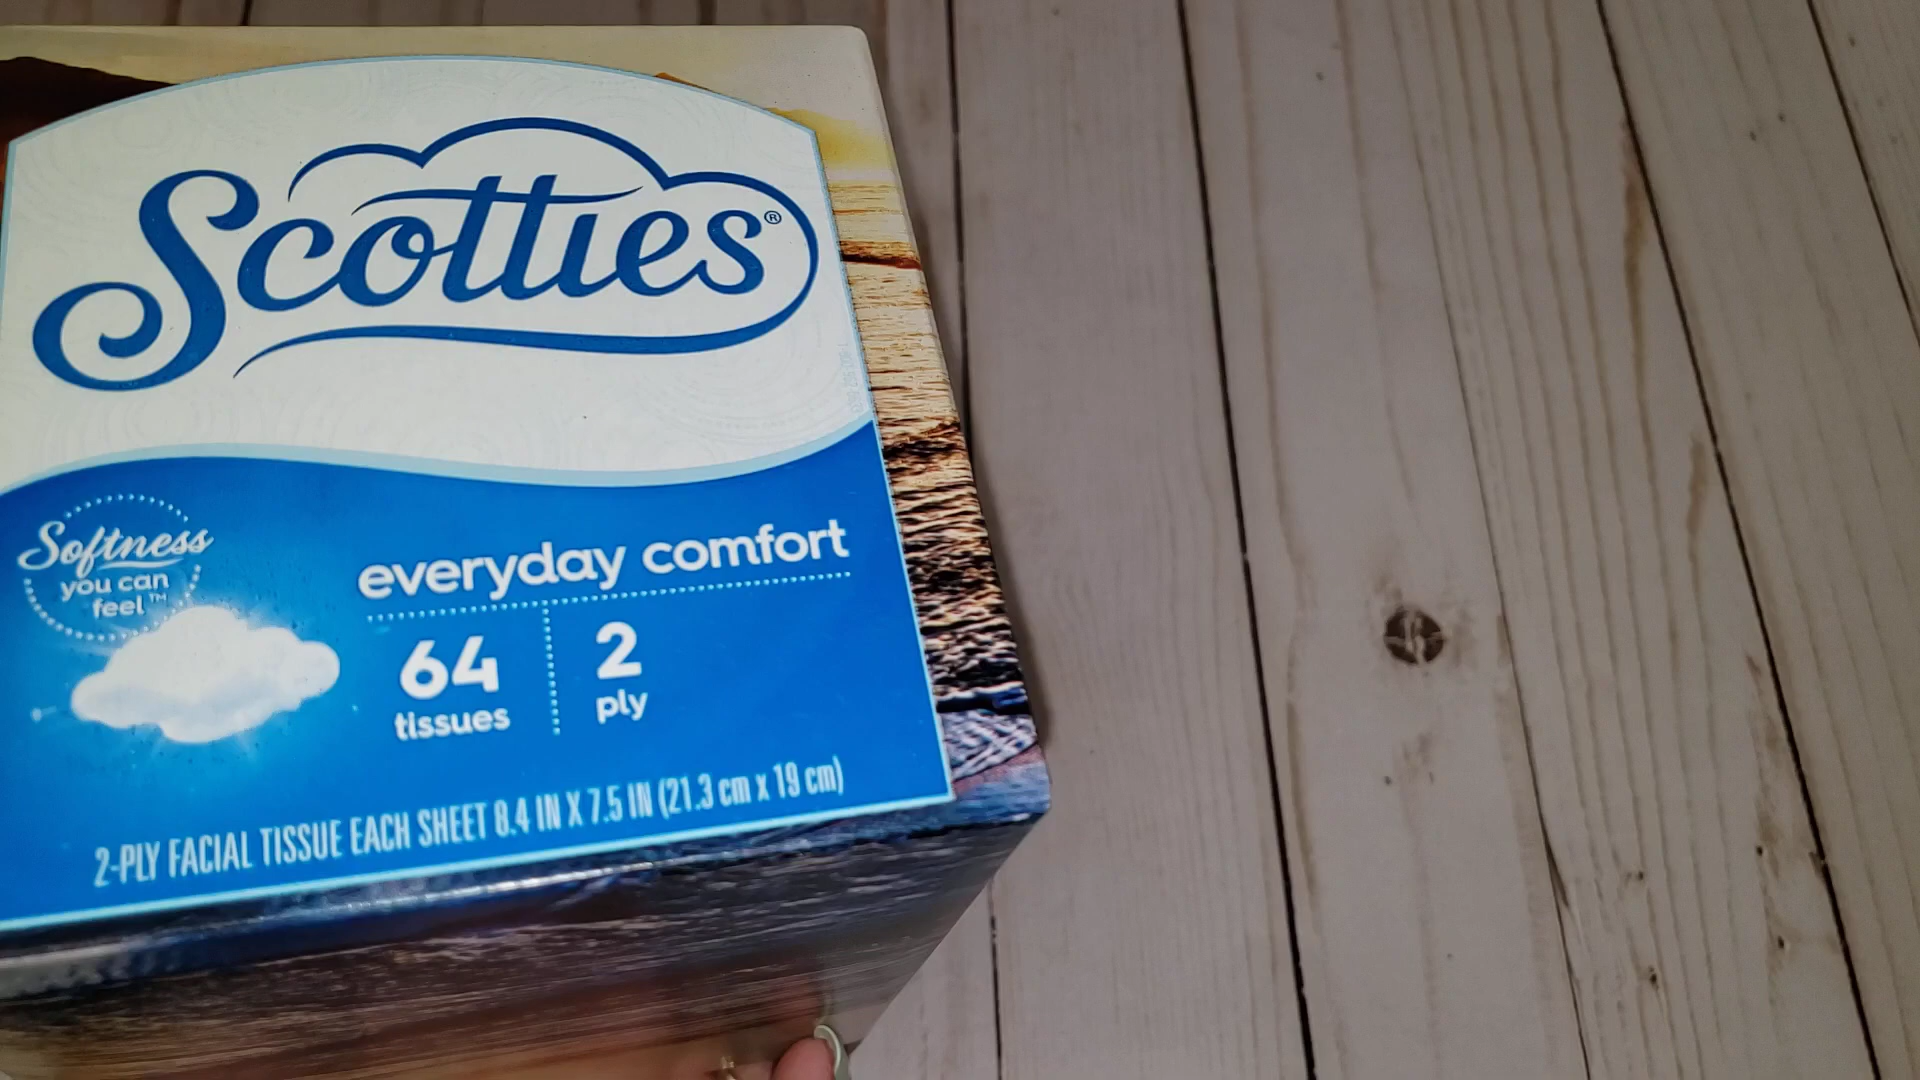 Scotties®
Softness
you can
feel™
everyday comfort
64
tissues
2
ply
2-PLY FACIAL TISSUE EACH SHEET 8.4 IN X 7.5 IN (21.3 cm x 19 cm)